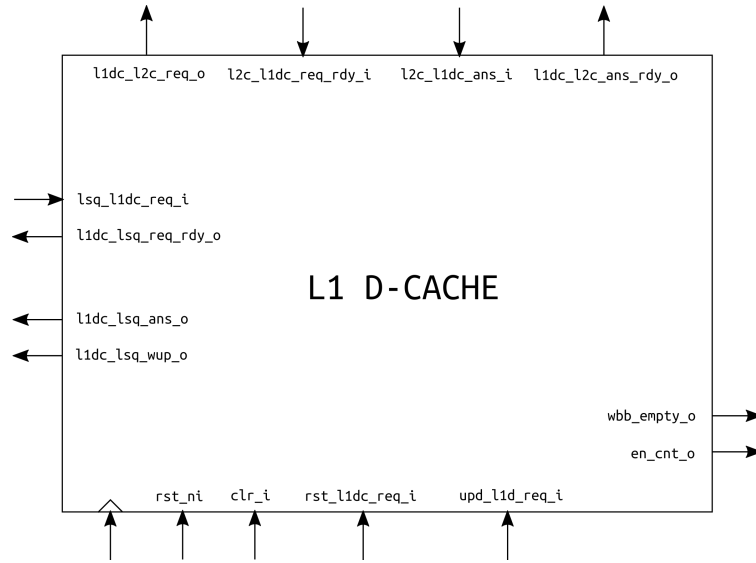 l1dc_l2c_req_o
l2c_l1dc_req_rdy_i
l2c_l1dc_ans_i
l1dc_l2c_ans_rdy_o
lsq_l1dc_req_i
l1dc_lsq_req_rdy_o
L1 D-CACHE
l1dc_lsq_ans_o
l1dc_lsq_wup_o
wbb_empty_o
en_cnt_o
rst_ni
clr_i
rst_l1dc_req_i
upd_l1d_req_i